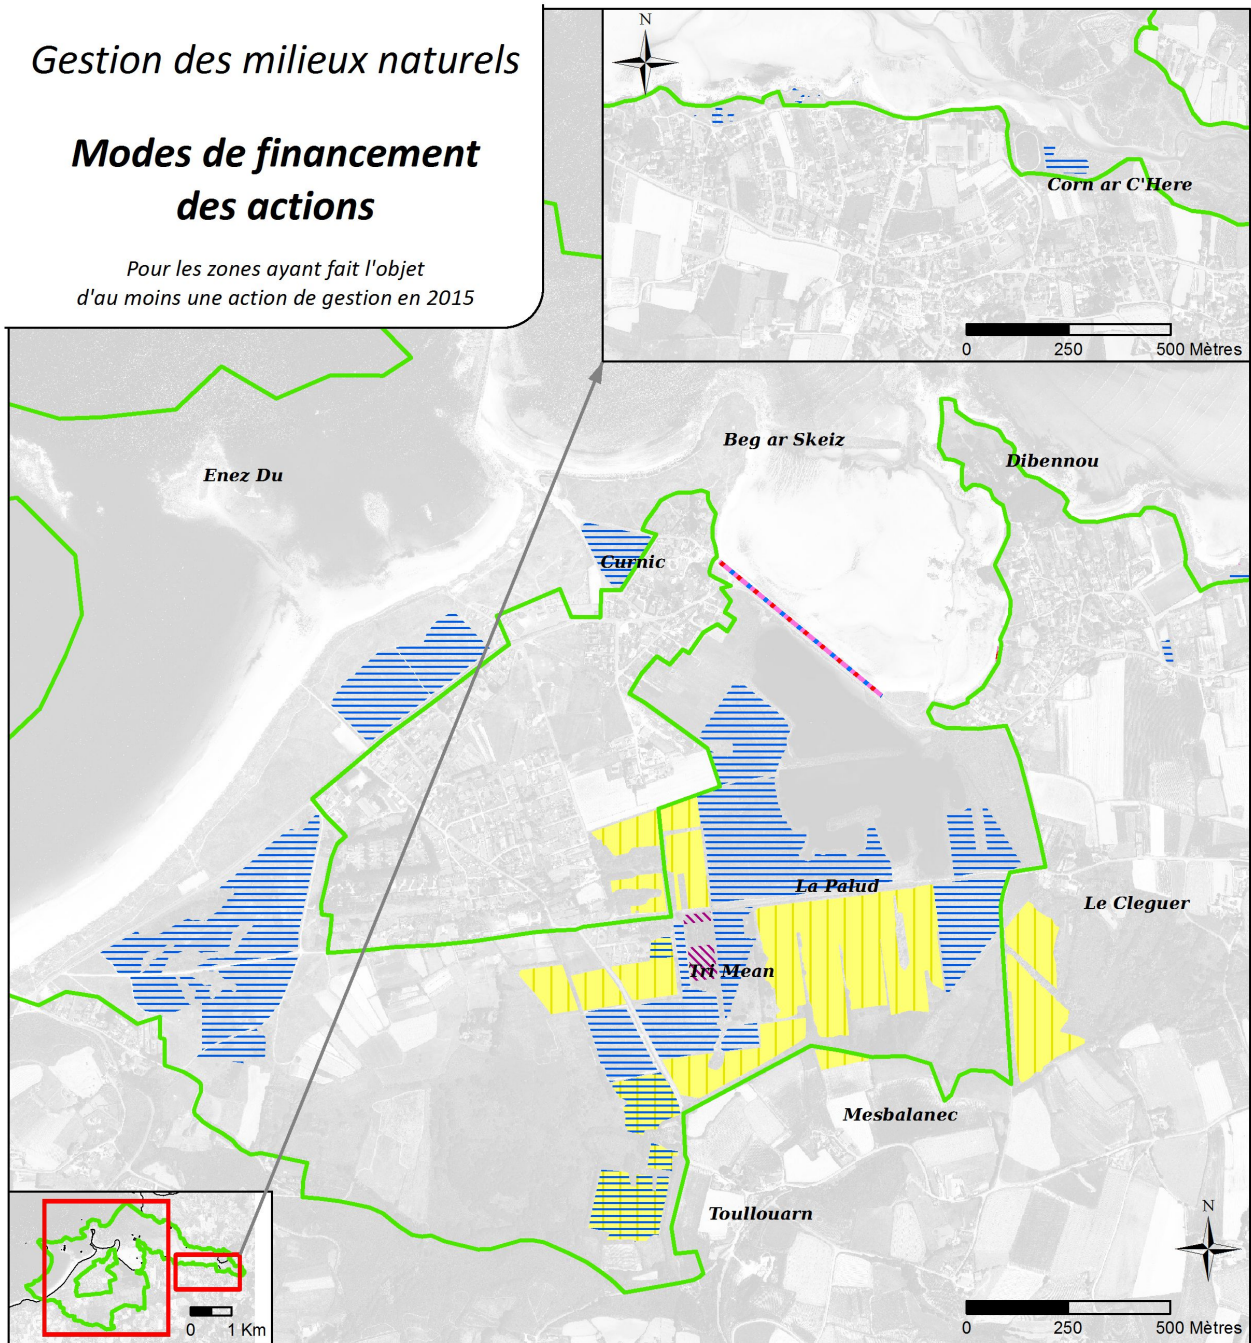 Gestion des milieux naturels
Modes de financement
des actions
Pour les zones ayant fait l'objet
d'au moins une action de gestion en 2015
N
Corn ar C'Here
0 250 500 Mètres
Beg ar Skeiz
Dibennou
Enez Du
Curnic
La Palud
Le Cleguer
Tri Mean
Mesbalanec
Toullouarn
N
0 1 Km
0 250 500 Mètres